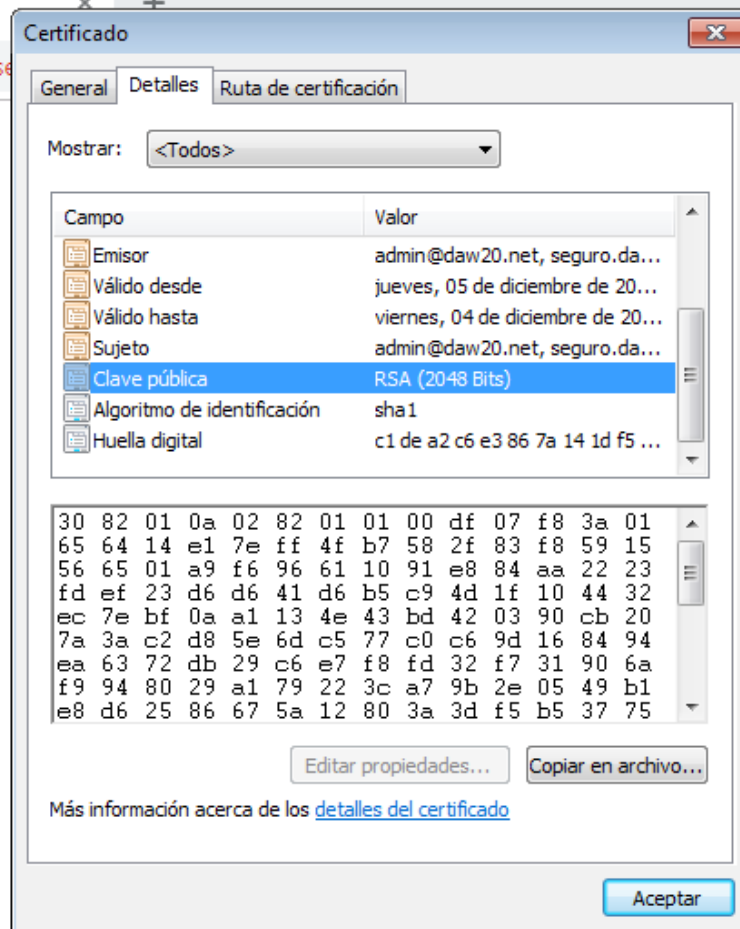 Certificado
General Detalles Ruta de certificación
Mostrar: <Todos>
Campo Valor
Emisor admin@daw20.net, seguro.da...
Válido desde jueves, 05 de diciembre de 20...
Válido hasta viernes, 04 de diciembre de 20...
Sujeto admin@daw20.net, seguro.da...
Clave pública RSA (2048 Bits)
Algoritmo de identificación sha1
Huella digital c1 de a2 c6 e3 86 7a 14 1d f5 ...
30 82 01 0a 02 82 01 01 00 df 07 f8 3a 01
65 64 14 e1 7e ff 4f b7 58 2f 83 f8 59 15
56 65 01 a9 f6 96 61 10 91 e8 84 aa 22 23
fd ef 23 d6 d6 41 d6 b5 c9 4d 1f 10 44 32
ec 7e bf 0a a1 13 4e 43 bd 42 03 90 cb 20
7a 3a c2 d8 5e 6d c5 77 c0 c6 9d 16 84 94
ea 63 72 db 29 c6 e7 f8 fd 32 f7 31 90 6a
f9 94 80 29 a1 79 22 3c a7 9b 2e 05 49 b1
e8 d6 25 86 67 5a 12 80 3a 3d f5 b5 37 75
Editar propiedades... Copiar en archivo...
Más información acerca de los detalles del certificado
Aceptar